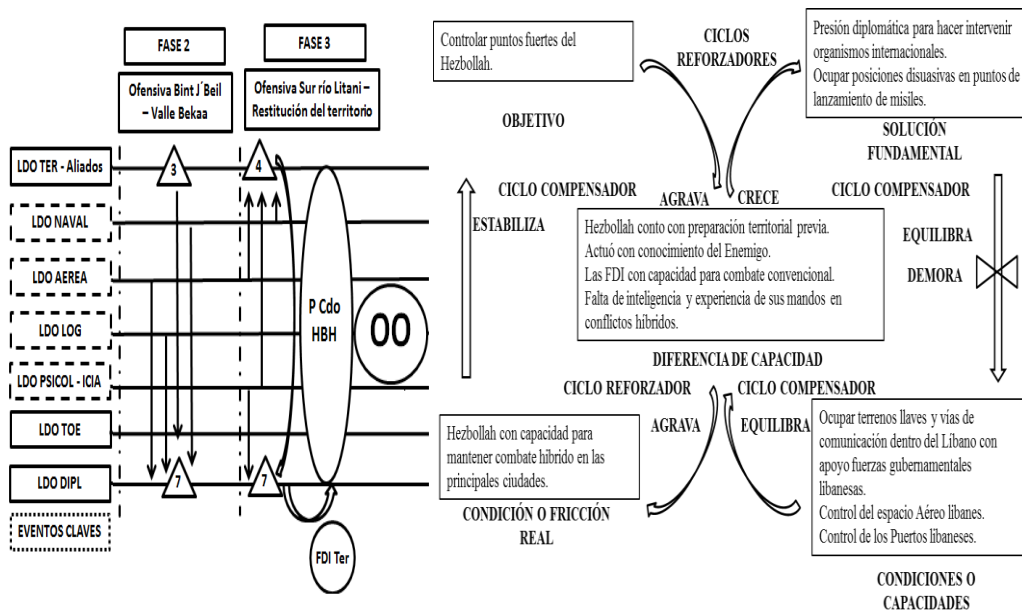 FASE 2
FASE 3
Ofensiva Bint J´Beil
– Valle Bekaa
Ofensiva Sur río Litani –
Restitución del territorio
LDO TER - Aliados
3
4
LDO NAVAL
LDO AEREA
LDO LOG
LDO PSICOL - ICIA
LDO TOE
LDO DIPL
7
7
EVENTOS CLAVES
P Cdo
HBH
OO
FDI Ter
Controlar puntos fuertes del
Hezbollah.
OBJETIVO
CICLOS
REFORZADORES
Presión diplomática para hacer intervenir
organismos internacionales.
Ocupar posiciones disuasivas en puntos de
lanzamiento de misiles.
SOLUCIÓN
FUNDAMENTAL
CICLO COMPENSADOR
ESTABILIZA
AGRAVA
CRECE
CICLO COMPENSADOR
EQUILIBRA
DEMORA
Hezbollah conto con preparación territorial previa.
Actuó con conocimiento del Enemigo.
Las FDI con capacidad para combate convencional.
Falta de inteligencia y experiencia de sus mandos en
conflictos híbridos.
DIFERENCIA DE CAPACIDAD
CICLO REFORZADOR
CICLO COMPENSADOR
AGRAVA
EQUILIBRA
Hezbollah con capacidad para
mantener combate híbrido en las
principales ciudades.
CONDICIÓN O FRICCIÓN
REAL
Ocupar terrenos llaves y vías de
comunicación dentro del Líbano con
apoyo fuerzas gubernamentales
libanesas.
Control del espacio Aéreo libanes.
Control de los Puertos libaneses.
CONDICIONES O
CAPACIDADES